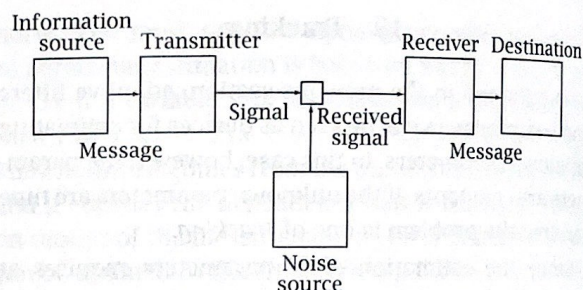 Information
source
Transmitter
Receiver
Destination
Signal
Received
signal
Message
Message
Noise
source